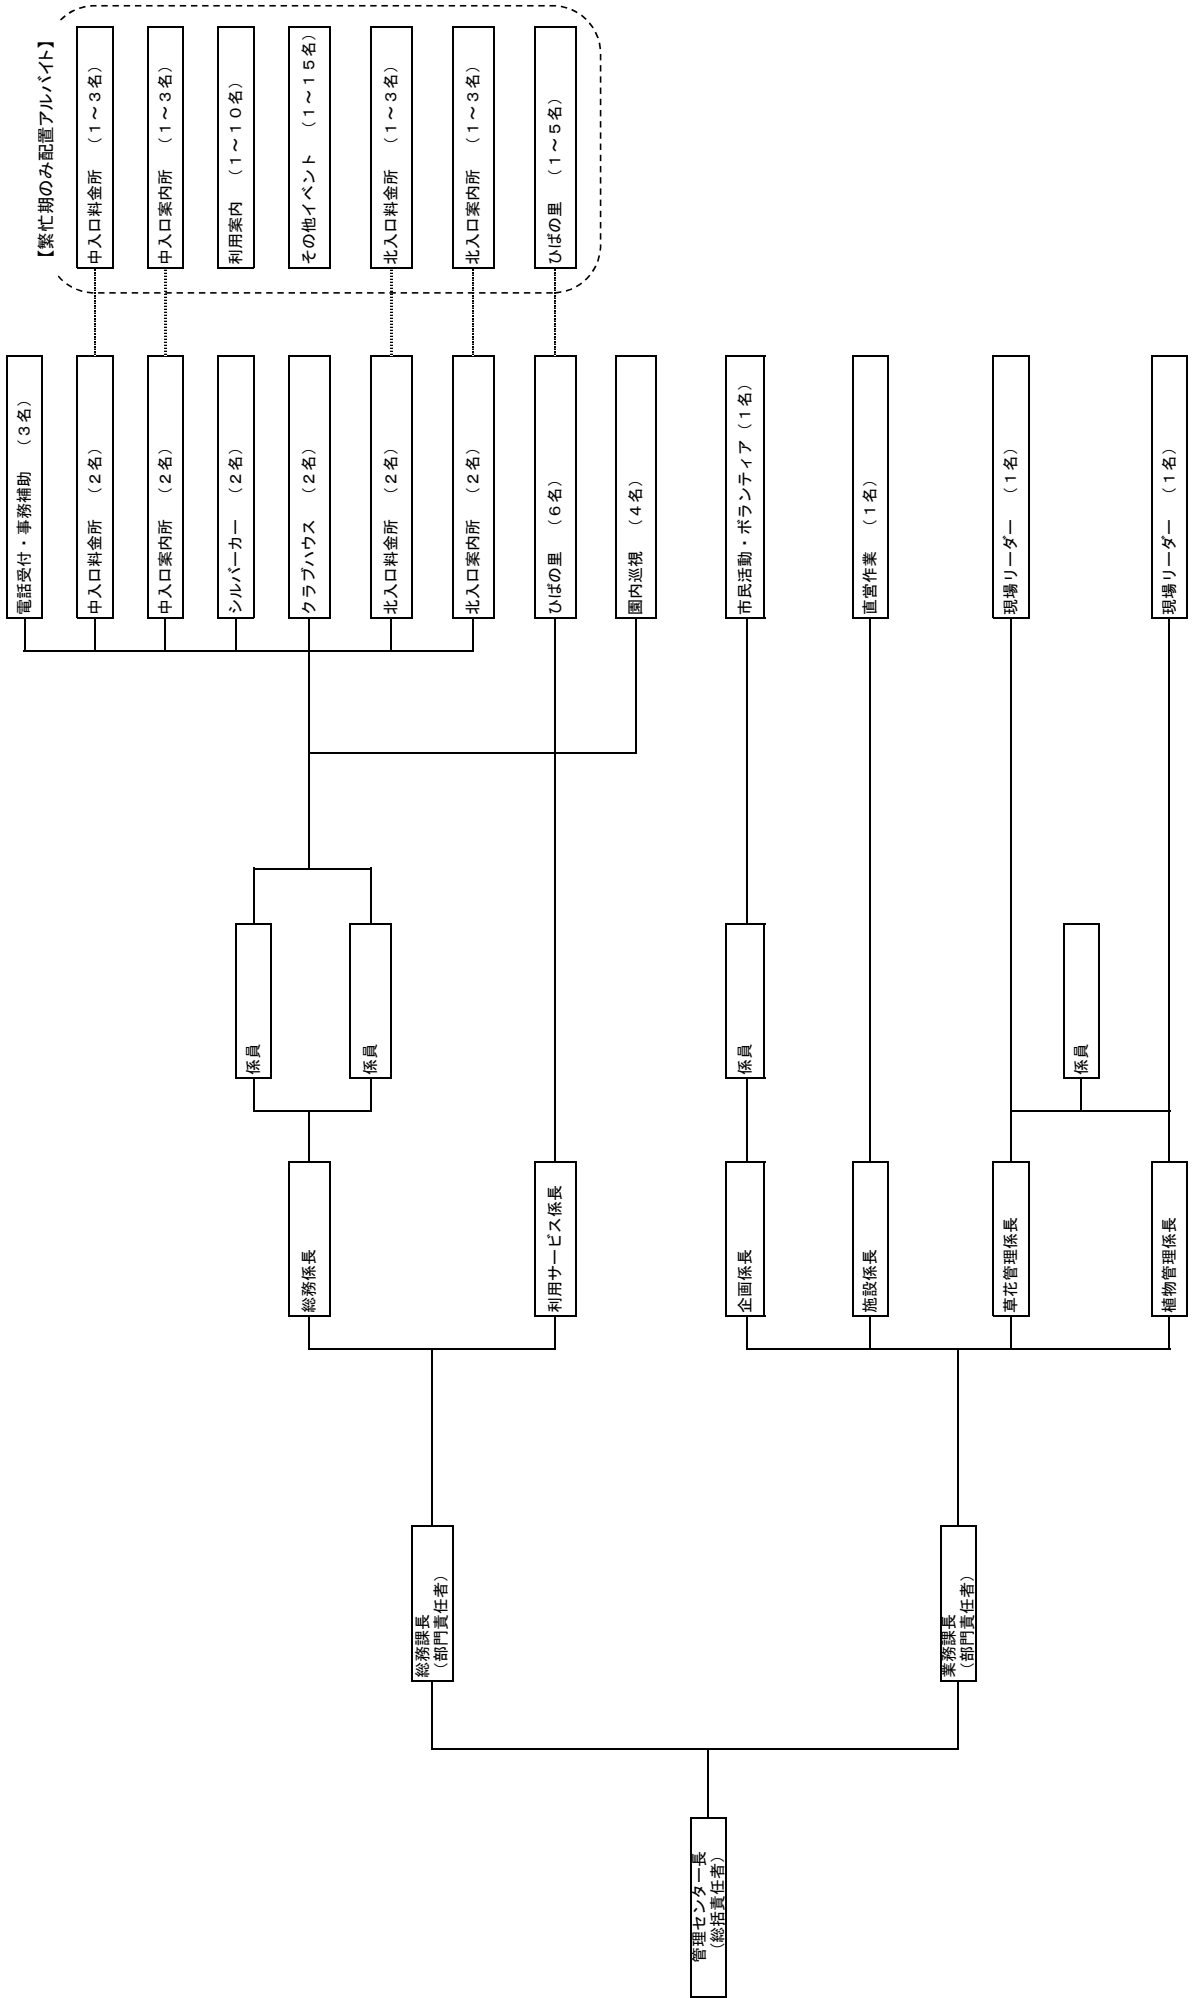 管理センター長
（総括責任者）
総務課長
（部門責任者）
業務課長
（部門責任者）
総務係長
利用サービス係長
企画係長
施設係長
草花管理係長
植物管理係長
係員
係員
係員
係員
電話受付・事務補助　（３名）
中入口料金所　（２名）
中入口案内所　（２名）
シルバーカー　（２名）
クラブハウス　（２名）
北入口料金所　（２名）
北入口案内所　（２名）
ひばの里　（６名）
園内巡視　（４名）
市民活動・ボランティア（１名）
直営作業　（１名）
現場リーダー　（１名）
現場リーダー　（１名）
【繁忙期のみ配置アルバイト】
中入口料金所　（１～３名）
中入口案内所　（１～３名）
利用案内　（１～１０名）
その他イベント　（１～１５名）
北入口料金所　（１～３名）
北入口案内所　（１～３名）
ひばの里　（１～５名）